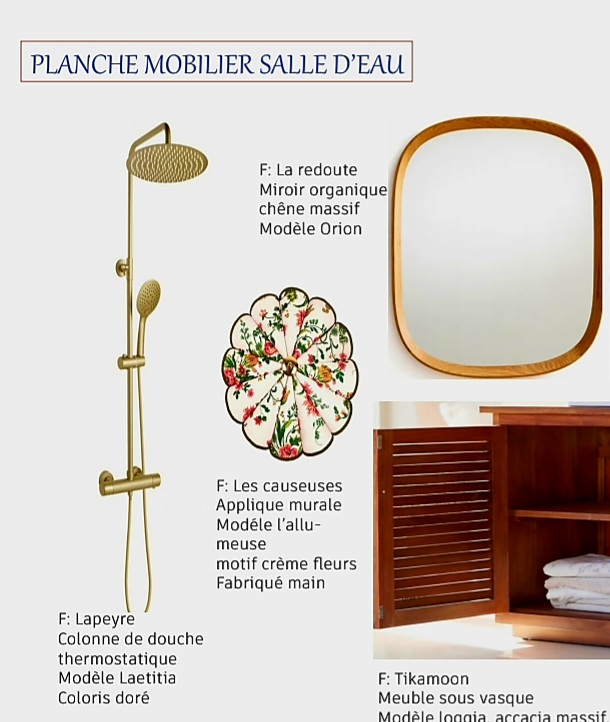 PLANCHE MOBILIER SALLE D'EAU
F: La redoute
Miroir organique
chêne massif
Modèle Orion
F: Les causeuses
Applique murale
Modéle l'allu-
meuse
motif crème fleurs
Fabriqué main
F: Lapeyre
Colonne de douche
thermostatique
Modèle Laetitia
Coloris doré
F: Tikamoon
Meuble sous vasque
Modèle loggia, accacia massif